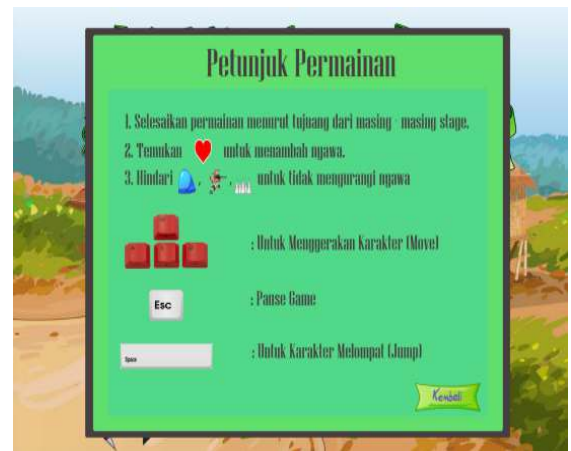 Petunjuk Permainan
1. Selesaikan permainan menurut tujuang dari masing - masing stage.
2. Temukan untuk menambah nyawa.
3. Hindari , , untuk tidak mengurangi nyawa
: Untuk Menggerakan Karakter (Move)
Esc : Pause Game
Space : Untuk Karakter Melompat (Jump)
Kembali